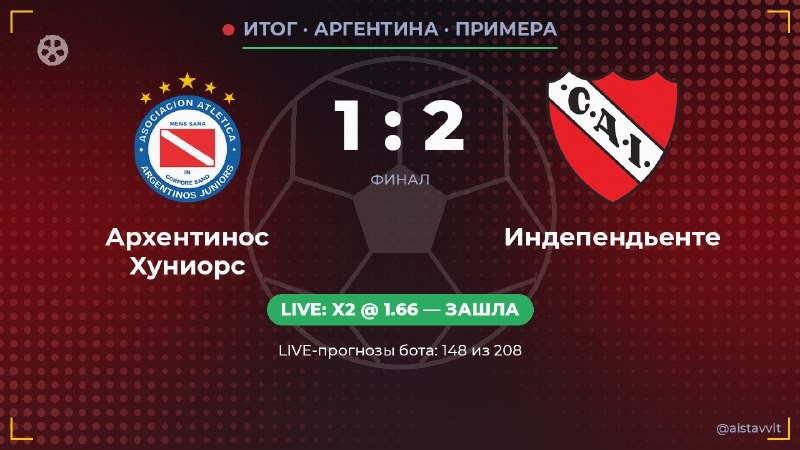 ИТОГ · АРГЕНТИНА · ПРИМЕРА
ASOCIACION ATLETICA
MENS SANA
IN
CORPORE SANO
ARGENTINOS JUNIORS
1 : 2
ФИНАЛ
·C.A.I.
Архентинос
Хуниорс
Индепендьенте
LIVE: X2 @ 1.66 — ЗАШЛА
LIVE-прогнозы бота: 148 из 208
@aistavvit